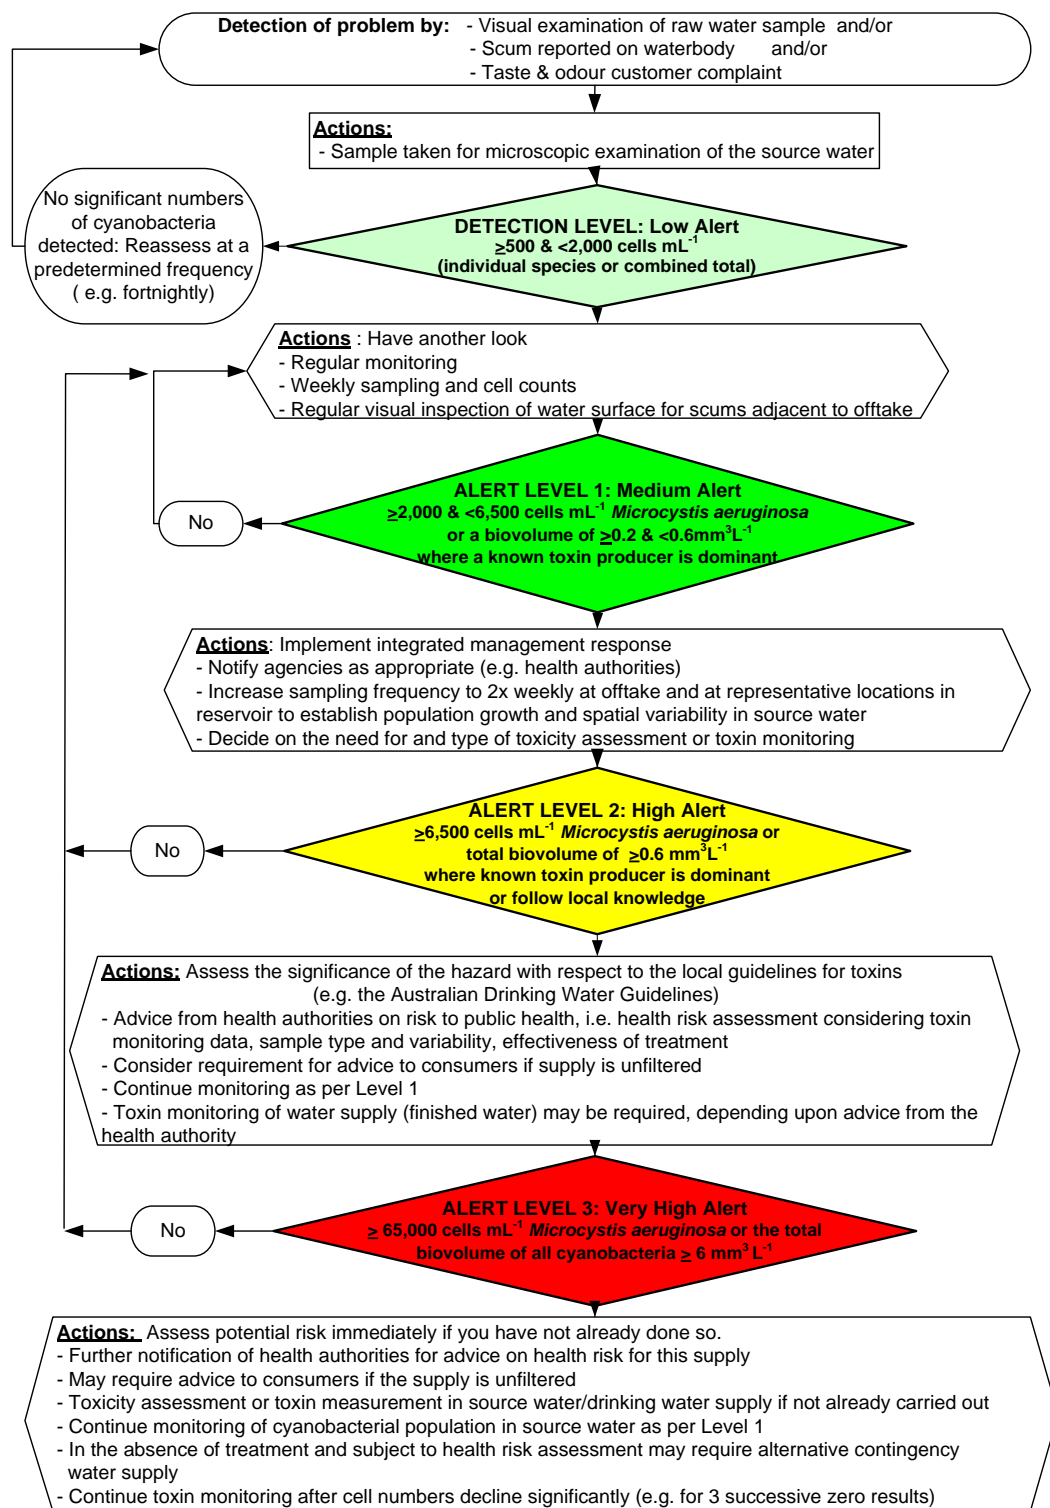 Detection of problem by: - Visual examination of raw water sample and/or
- Scum reported on waterbody and/or
- Taste & odour customer complaint
Actions:
- Sample taken for microscopic examination of the source water
No significant numbers
of cyanobacteria
detected: Reassess at a
predetermined frequency
( e.g. fortnightly)
DETECTION LEVEL: Low Alert
≥500 & <2,000 cells mL⁻¹
(individual species or combined total)
Actions : Have another look
- Regular monitoring
- Weekly sampling and cell counts
- Regular visual inspection of water surface for scums adjacent to offtake
No
ALERT LEVEL 1: Medium Alert
≥2,000 & <6,500 cells mL⁻¹ Microcystis aeruginosa
or a biovolume of ≥0.2 & <0.6mm³L⁻¹
where a known toxin producer is dominant
Actions: Implement integrated management response
- Notify agencies as appropriate (e.g. health authorities)
- Increase sampling frequency to 2x weekly at offtake and at representative locations in
reservoir to establish population growth and spatial variability in source water
- Decide on the need for and type of toxicity assessment or toxin monitoring
No
ALERT LEVEL 2: High Alert
≥6,500 cells mL⁻¹ Microcystis aeruginosa or
total biovolume of ≥0.6 mm³L⁻¹
where known toxin producer is dominant
or follow local knowledge
Actions: Assess the significance of the hazard with respect to the local guidelines for toxins
(e.g. the Australian Drinking Water Guidelines)
- Advice from health authorities on risk to public health, i.e. health risk assessment considering toxin
monitoring data, sample type and variability, effectiveness of treatment
- Consider requirement for advice to consumers if supply is unfiltered
- Continue monitoring as per Level 1
- Toxin monitoring of water supply (finished water) may be required, depending upon advice from the
health authority
No
ALERT LEVEL 3: Very High Alert
≥ 65,000 cells mL⁻¹ Microcystis aeruginosa or the total
biovolume of all cyanobacteria ≥ 6 mm³ L⁻¹
Actions: Assess potential risk immediately if you have not already done so.
- Further notification of health authorities for advice on health risk for this supply
- May require advice to consumers if the supply is unfiltered
- Toxicity assessment or toxin measurement in source water/drinking water supply if not already carried out
- Continue monitoring of cyanobacterial population in source water as per Level 1
- In the absence of treatment and subject to health risk assessment may require alternative contingency
water supply
- Continue toxin monitoring after cell numbers decline significantly (e.g. for 3 successive zero results)